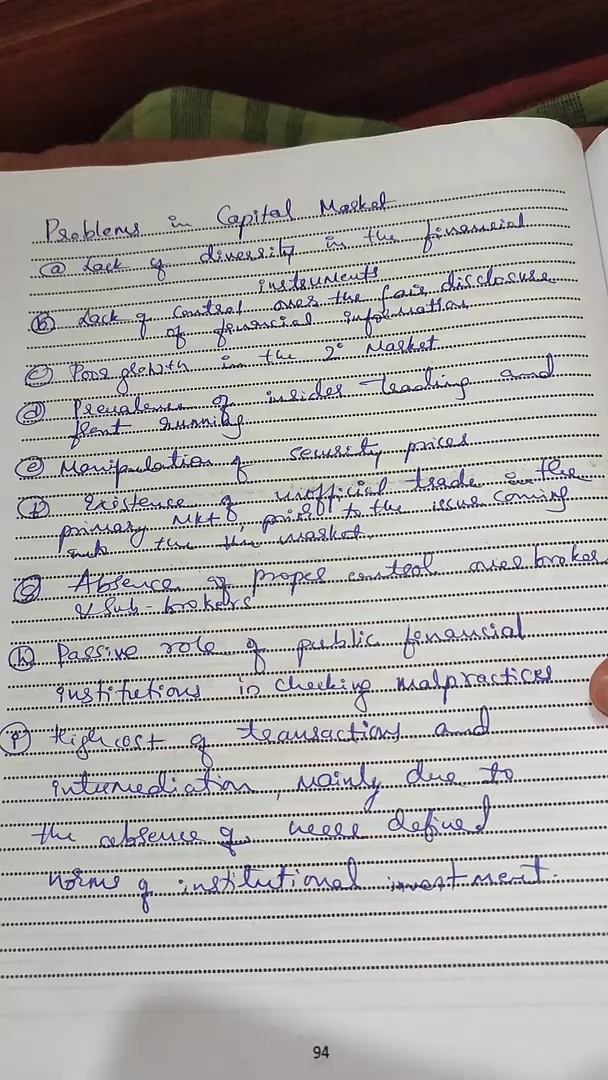 Problems in Capital Market
(a) Lack of diversity in the financial
instruments
(b) Lack of control over the fair disclosure
of financial information
(c) Poor growth in the 2° Market
(d) Prevalence of insider trading and
front running
(e) Manipulation of security prices
(f) Existence of unofficial trade in the
primary Mkt, prior to the issue coming
into the the market.
(g) Absence of proper control over broker
& Sub-brokers
(h) Passive role of public financial
institutions in checking malpractices
(i) High cost of transactions and
intermediation, mainly due to
the absence of well defined
norms of institutional investment.
94